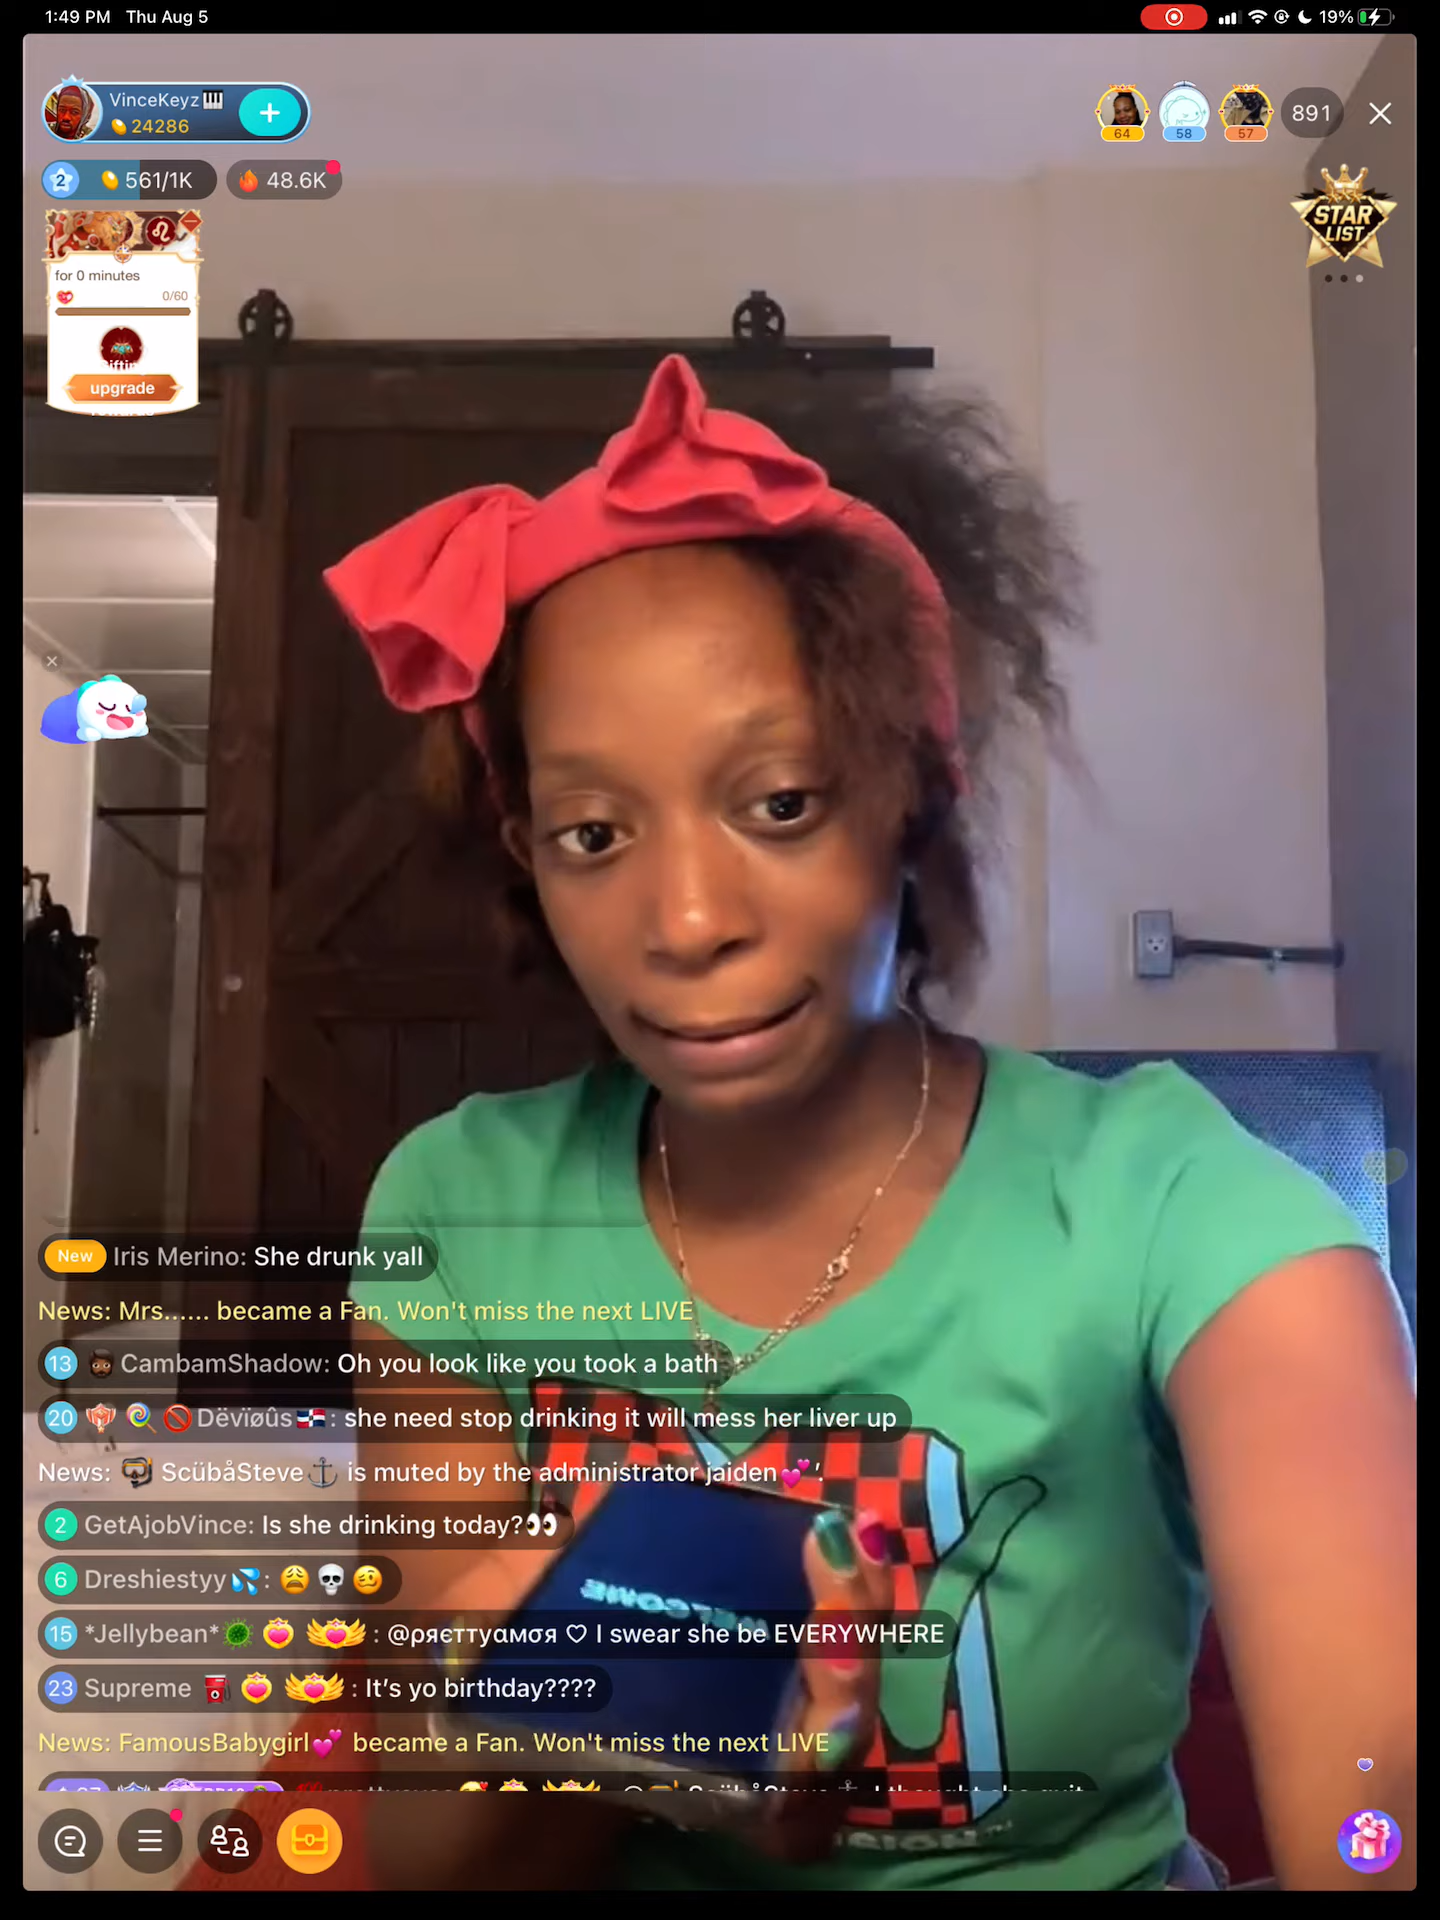 1:49 PM Thu Aug 5
19%
VinceKeyz🎹
24286
64
58
57
891
2
561/1K
48.6K
STAR
LIST
for 0 minutes
0/60
upgrade
New Iris Merino: She drunk yall
News: Mrs...... became a Fan. Won't miss the next LIVE
13 CambamShadow: Oh you look like you took a bath
20 🍭🚫Dëvïøûs🇩🇴: she need stop drinking it will mess her liver up
News: 🤿 ScübåSteve⚓ is muted by the administrator jaiden💕'.
2 GetAjobVince: Is she drinking today?👀
6 Dreshiestyy💦: 😩💀🥴
WELCOME
15 *Jellybean*🦠 : @ρяєттуαмσя ♡ I swear she be EVERYWHERE
23 Supreme ⛽ : It's yo birthday????
News: FamousBabygirl💕 became a Fan. Won't miss the next LIVE